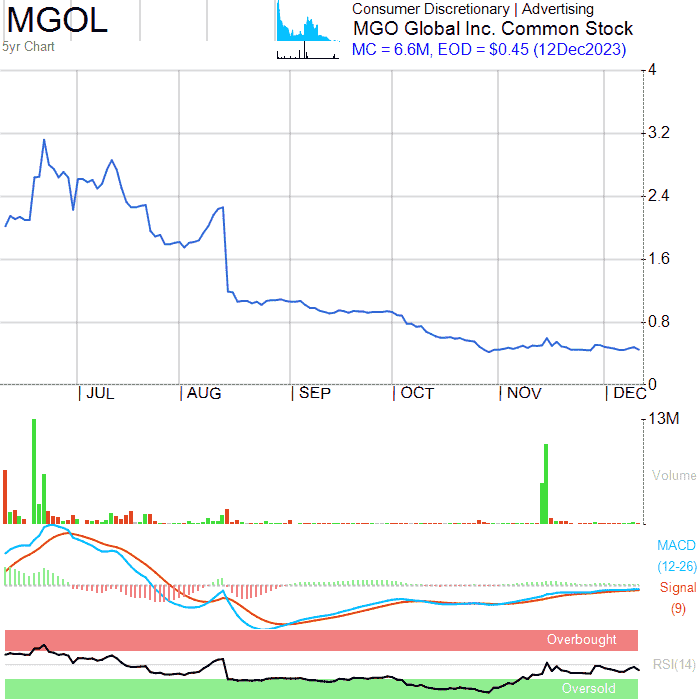 MGOL
5yr Chart
Consumer Discretionary | Advertising
MGO Global Inc. Common Stock
MC = 6.6M, EOD = $0.45 (12Dec2023)
4
3.2
2.4
1.6
0.8
0
| JUL | AUG | SEP | OCT | NOV | DEC
13M
Volume
MACD
(12-26)
Signal
(9)
Overbought
RSI(14)
Oversold